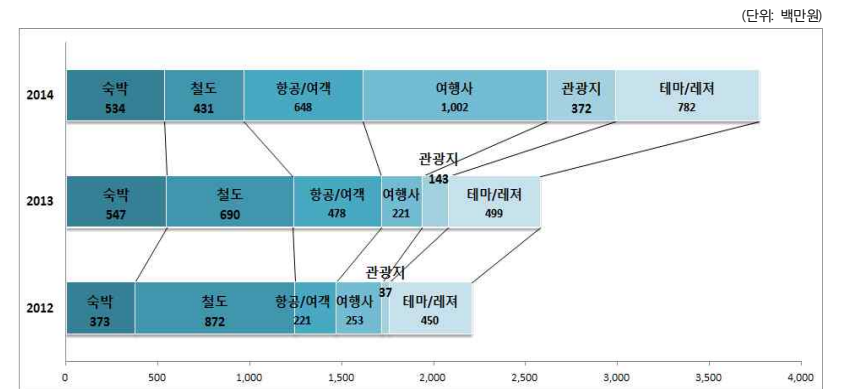 (단위: 백만원)
2014
숙박 철도 항공/여객 여행사 관광지 테마/레져
534 431 648 1,002 372 782
관광지
143
2013
숙박 철도 항공/여객 여행사 테마/레져
547 690 478 221 499
관광지
37
2012
숙박 철도 항공/여객 여행사 테마/레져
373 872 221 253 450
0 500 1,000 1,500 2,000 2,500 3,000 3,500 4,000